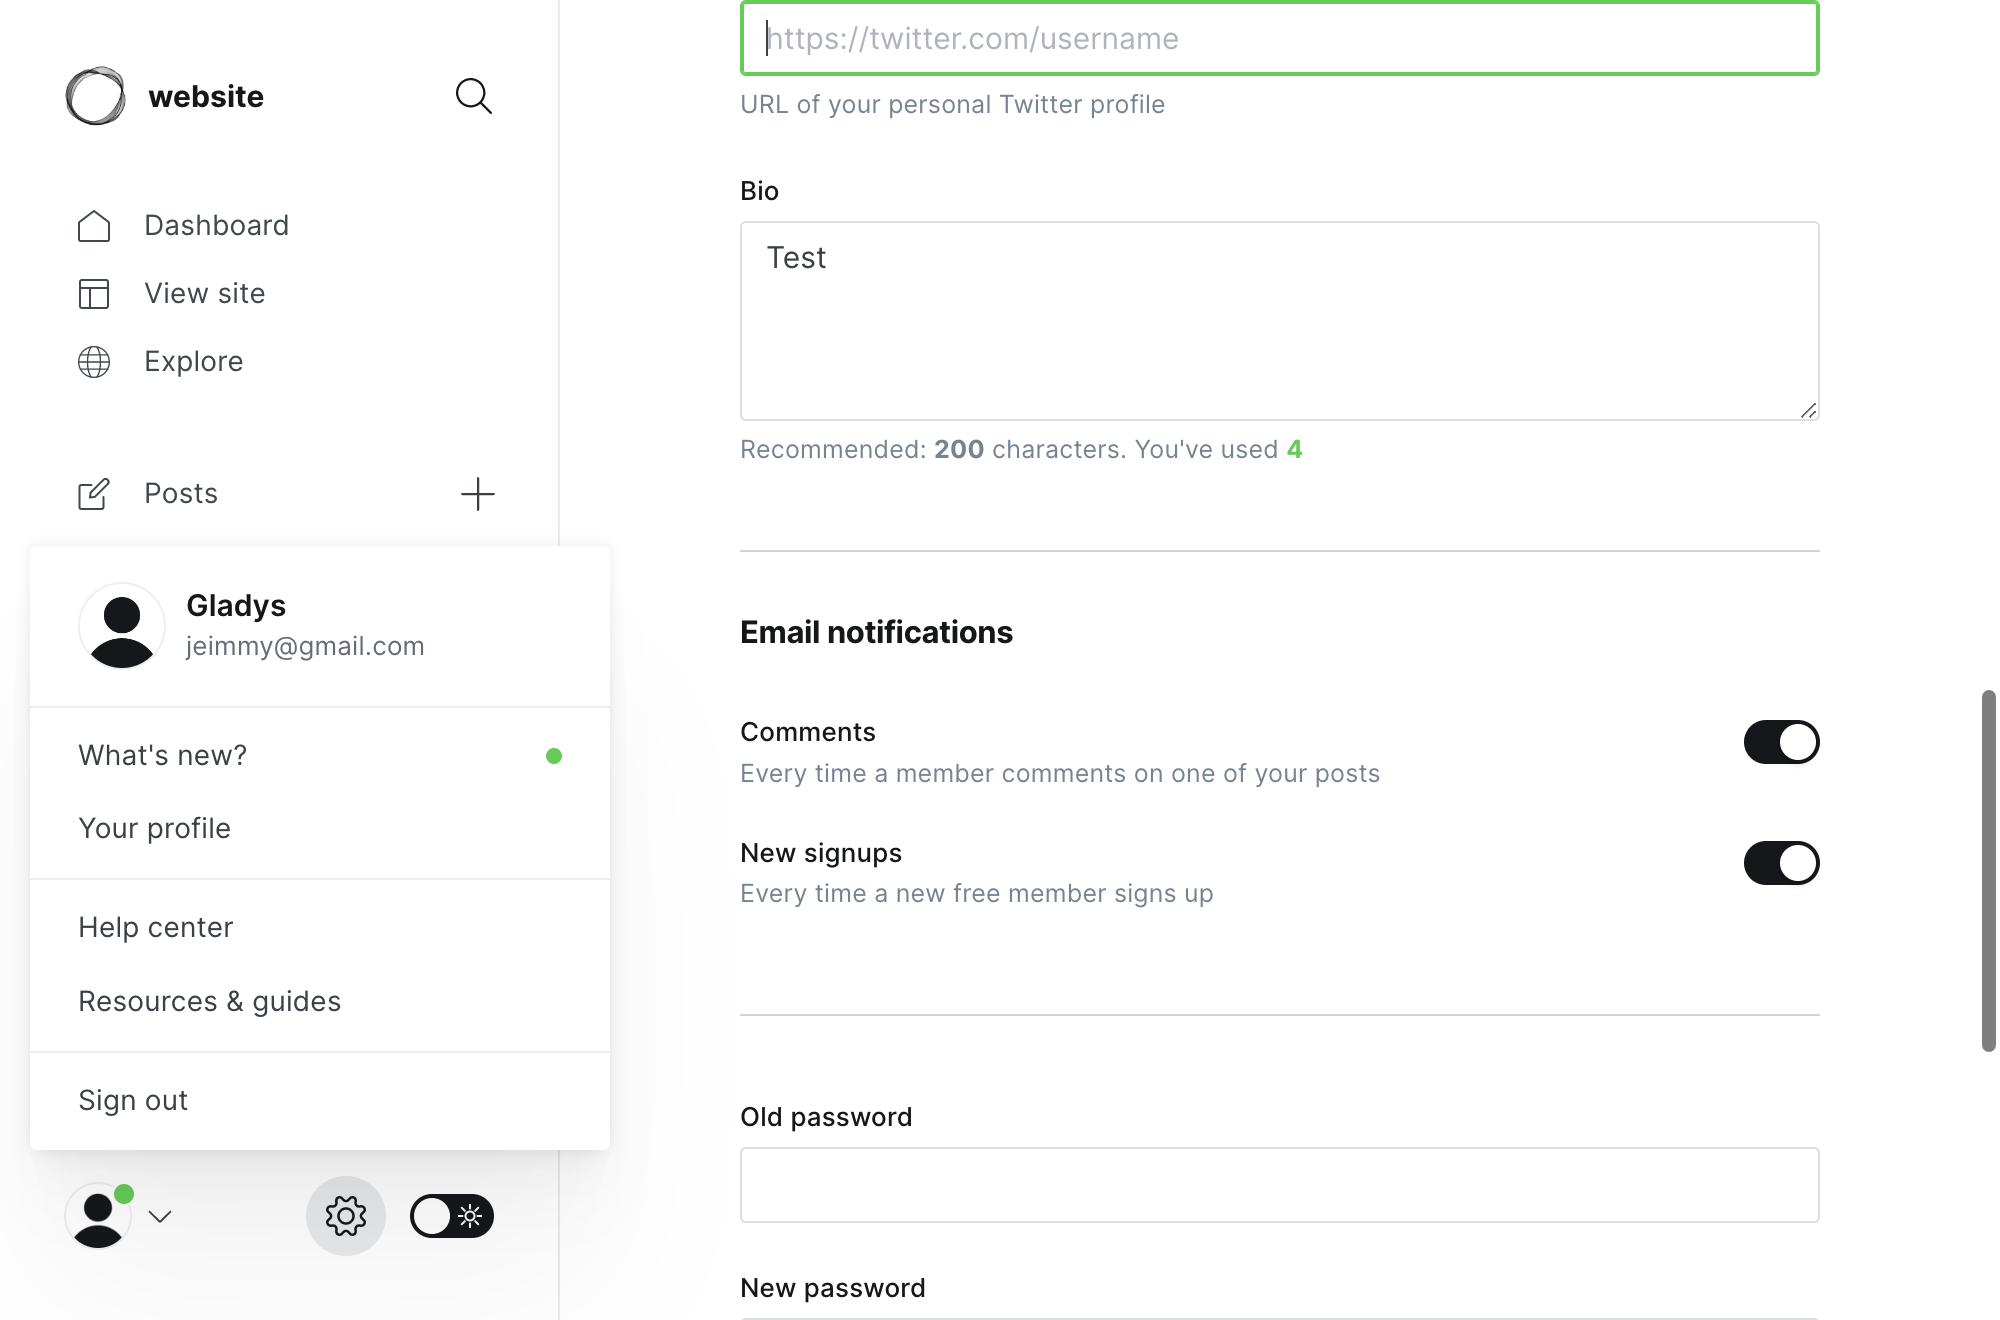 website
Dashboard
View site
Explore
Posts
Gladys
jeimmy@gmail.com
What's new?
Your profile
Help center
Resources & guides
Sign out
https://twitter.com/username
URL of your personal Twitter profile
Bio
Test
Recommended: 200 characters. You've used 4
Email notifications
Comments
Every time a member comments on one of your posts
New signups
Every time a new free member signs up
Old password
New password